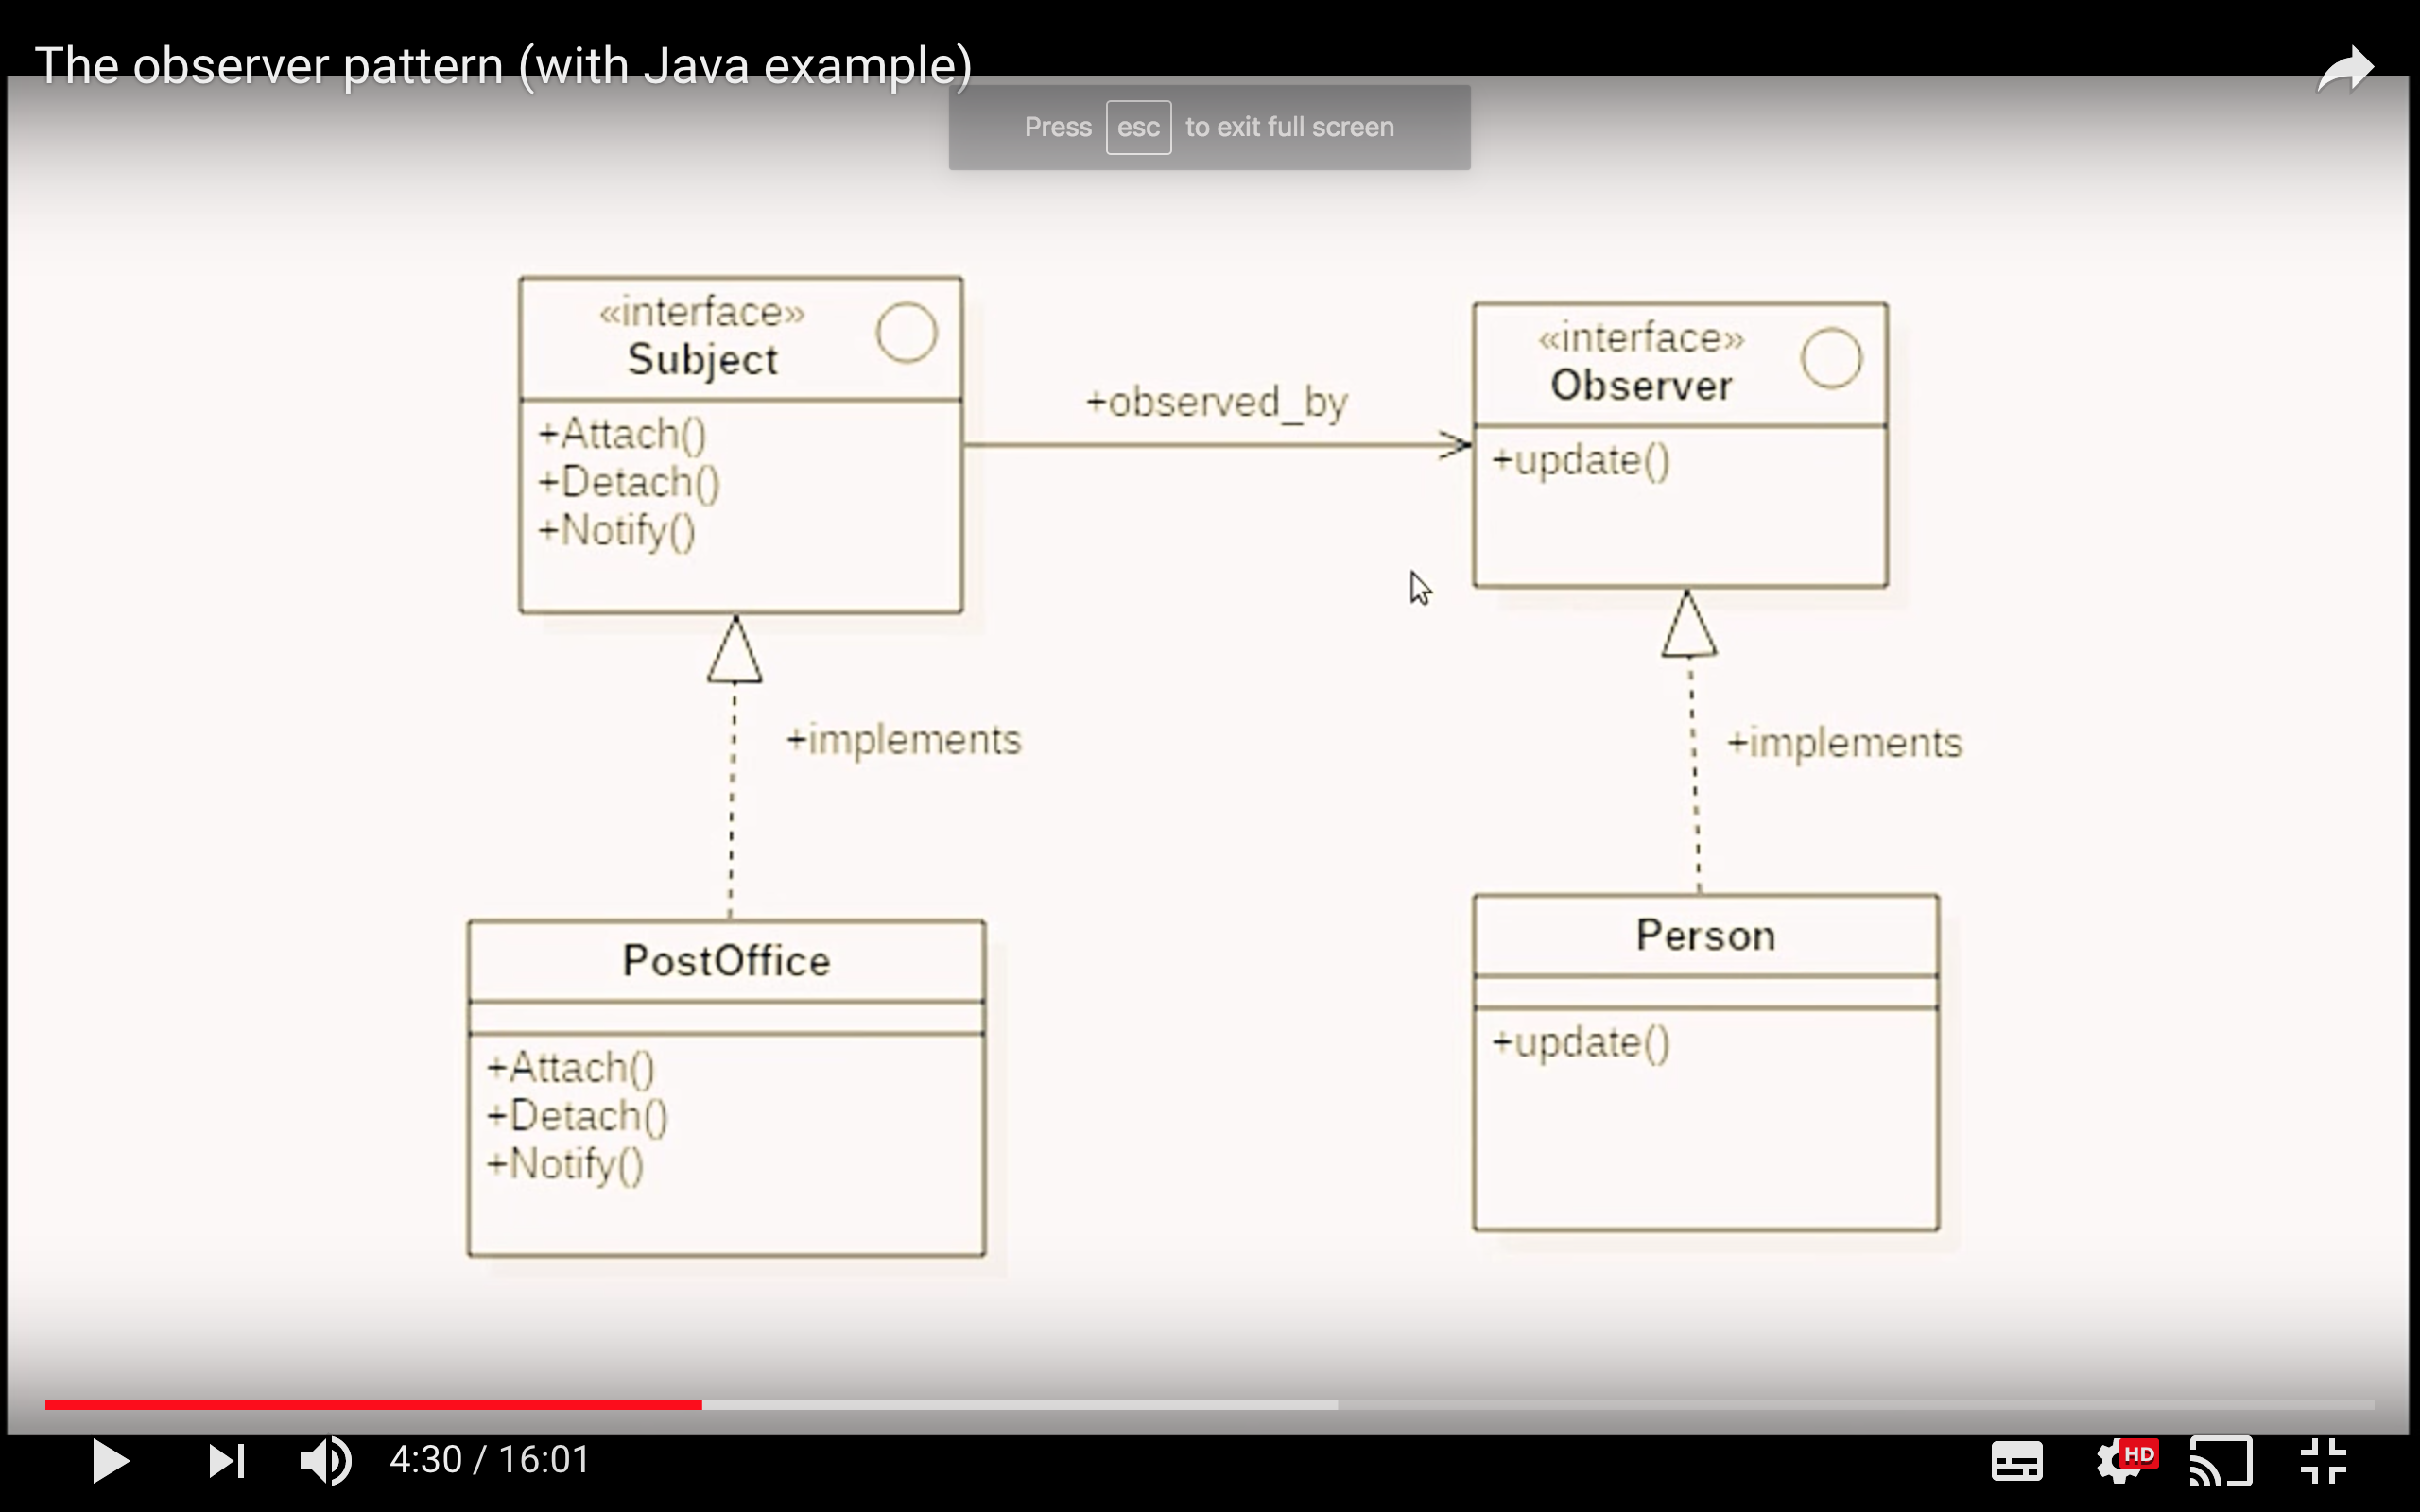 The observer pattern (with Java example)
Press esc to exit full screen
«interface»
Subject
+Attach()
+Detach()
+Notify()
+observed_by
«interface»
Observer
+update()
+implements
+implements
PostOffice
+Attach()
+Detach()
+Notify()
Person
+update()
4:30 / 16:01
HD